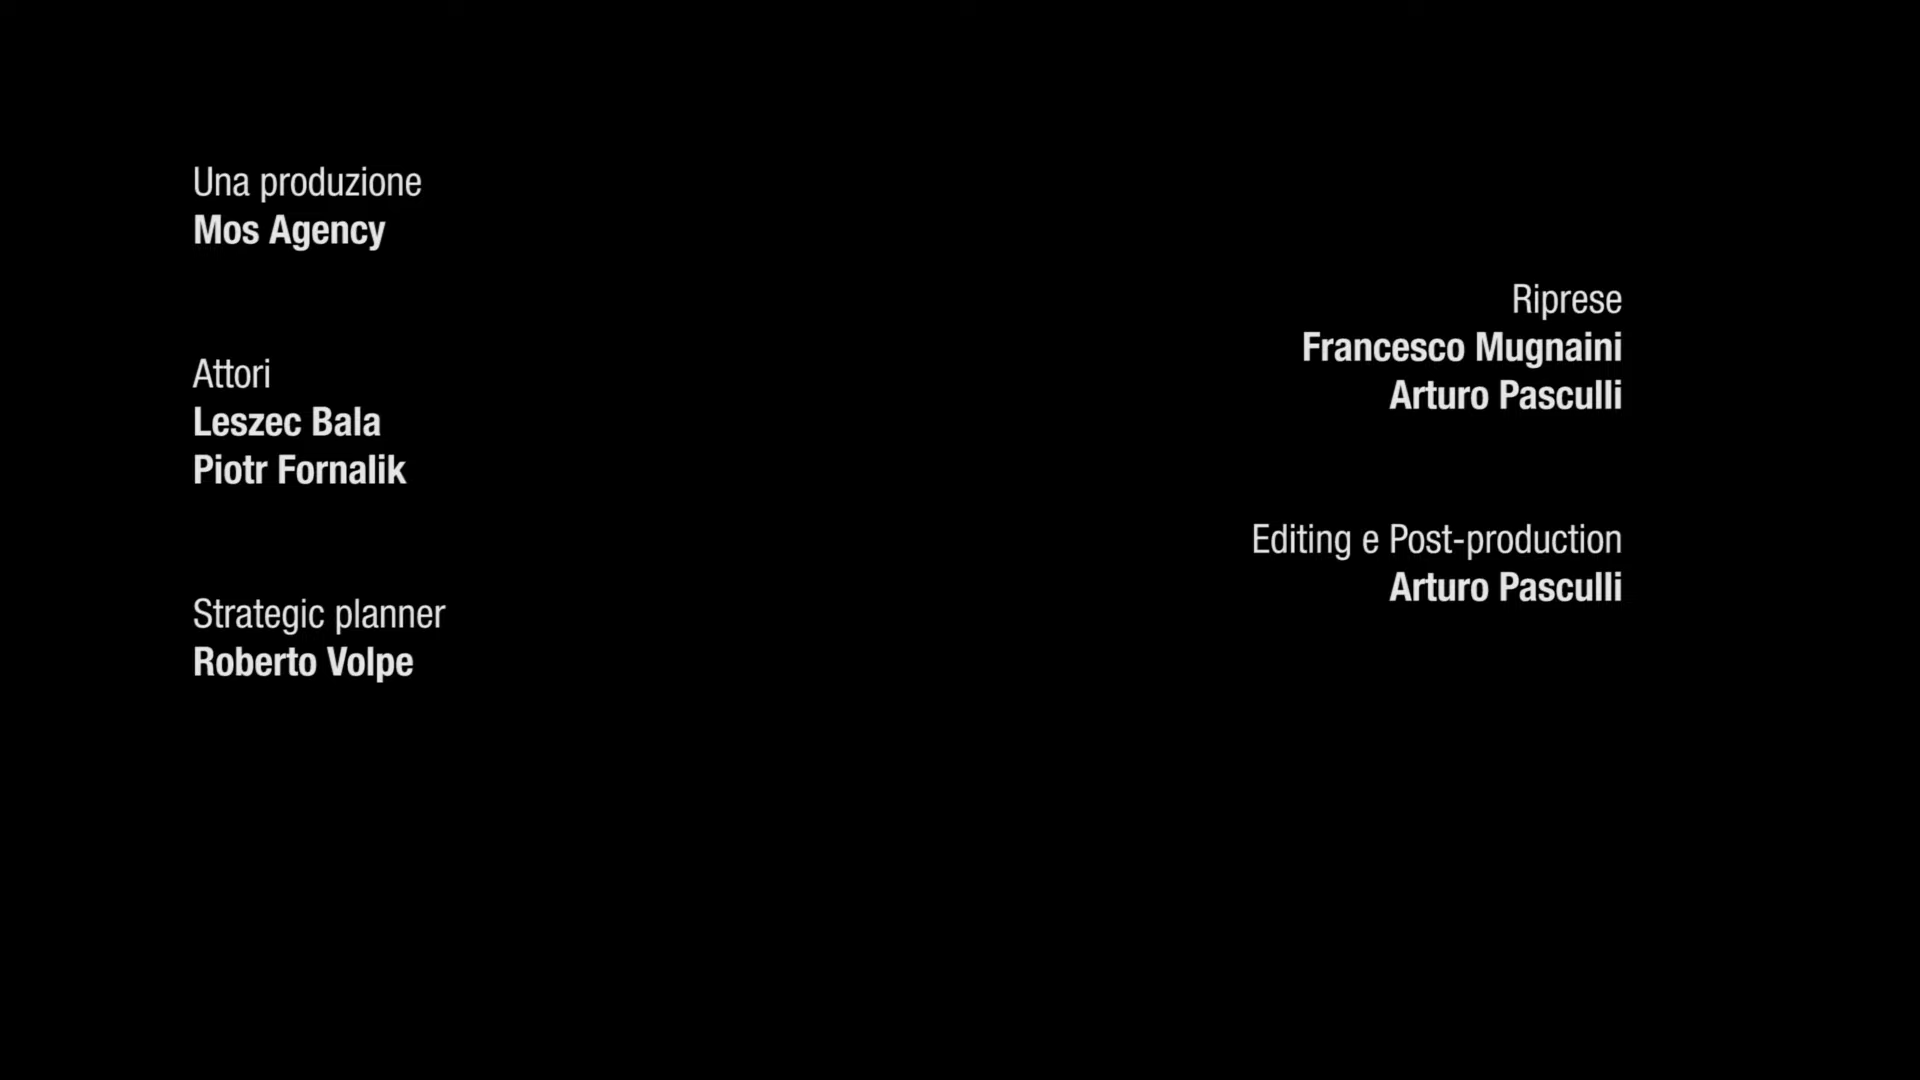 Una produzione
Mos Agency
Attori
Leszec Bala
Piotr Fornalik
Strategic planner
Roberto Volpe
Riprese
Francesco Mugnaini
Arturo Pasculli
Editing e Post-production
Arturo Pasculli